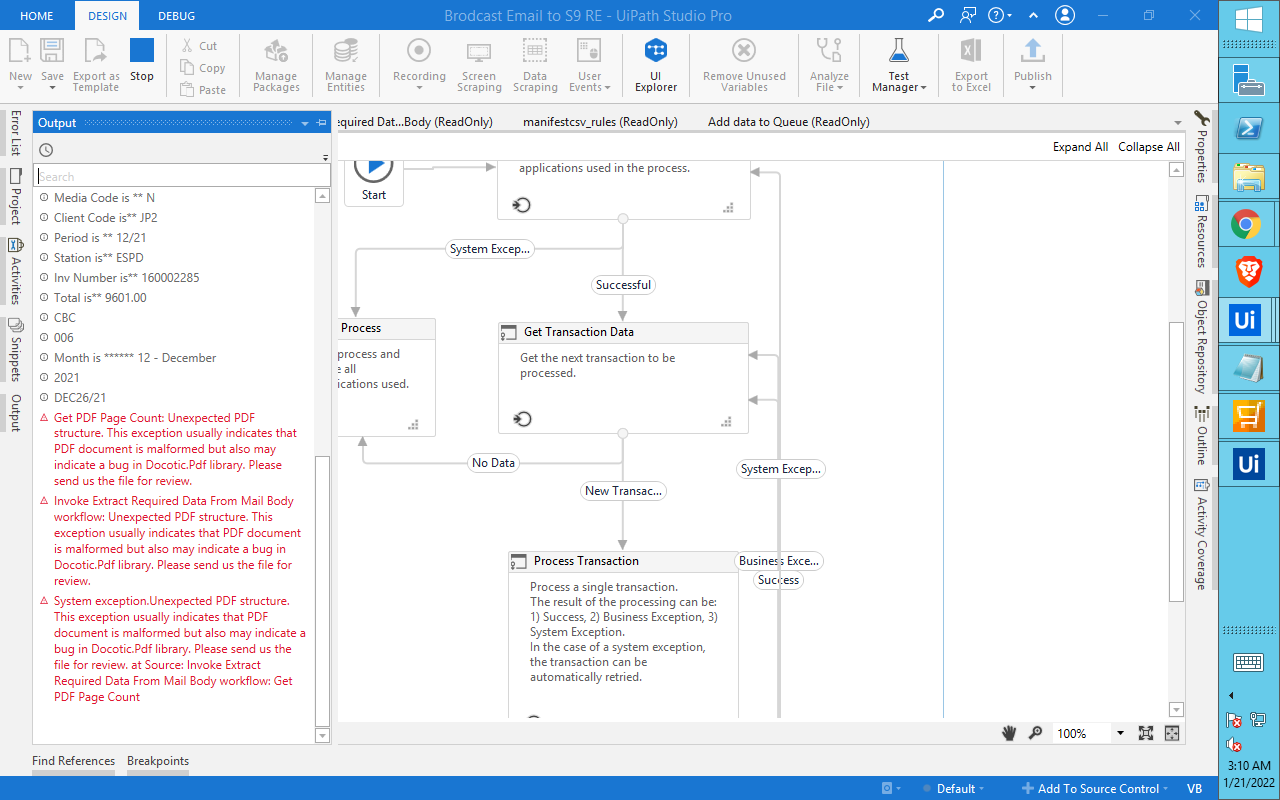 HOME
DESIGN
DEBUG
Brodcast Email to S9 RE - UiPath Studio Pro
New
Save
Export as
Template
Stop
Cut
Copy
Paste
Manage
Packages
Manage
Entities
Recording
Screen
Scraping
Data
Scraping
User
Events
UI
Explorer
Remove Unused
Variables
Analyze
File
Test
Manager
Export
to Excel
Publish
Error List
Project
Activities
Snippets
Output
Output
Search
Media Code is ** N
Client Code is** JP2
Period is ** 12/21
Station is** ESPD
Inv Number is** 160002285
Total is** 9601.00
CBC
006
Month is ****** 12 - December
2021
DEC26/21
Get PDF Page Count: Unexpected PDF
structure. This exception usually indicates that
PDF document is malformed but also may
indicate a bug in Docotic.Pdf library. Please
send us the file for review.
Invoke Extract Required Data From Mail Body
workflow: Unexpected PDF structure. This
exception usually indicates that PDF document
is malformed but also may indicate a bug in
Docotic.Pdf library. Please send us the file for
review.
System exception.Unexpected PDF structure.
This exception usually indicates that PDF
document is malformed but also may indicate a
bug in Docotic.Pdf library. Please send us the
file for review. at Source: Invoke Extract
Required Data From Mail Body workflow: Get
PDF Page Count
equired Dat...Body (ReadOnly)
manifestcsv_rules (ReadOnly)
Add data to Queue (ReadOnly)
Expand All
Collapse All
Start
applications used in the process.
System Excep...
Successful
Process
process and
e all
ications used.
Get Transaction Data
Get the next transaction to be
processed.
No Data
New Transac...
System Excep...
Business Exce...
Success
Process Transaction
Process a single transaction.
The result of the processing can be:
1) Success, 2) Business Exception, 3)
System Exception.
In the case of a system exception,
the transaction can be
automatically retried.
100%
Properties
Resources
Object Repository
Outline
Activity Coverage
Ui
Ui
Find References
Breakpoints
Default
Add To Source Control
VB
3:10 AM
1/21/2022